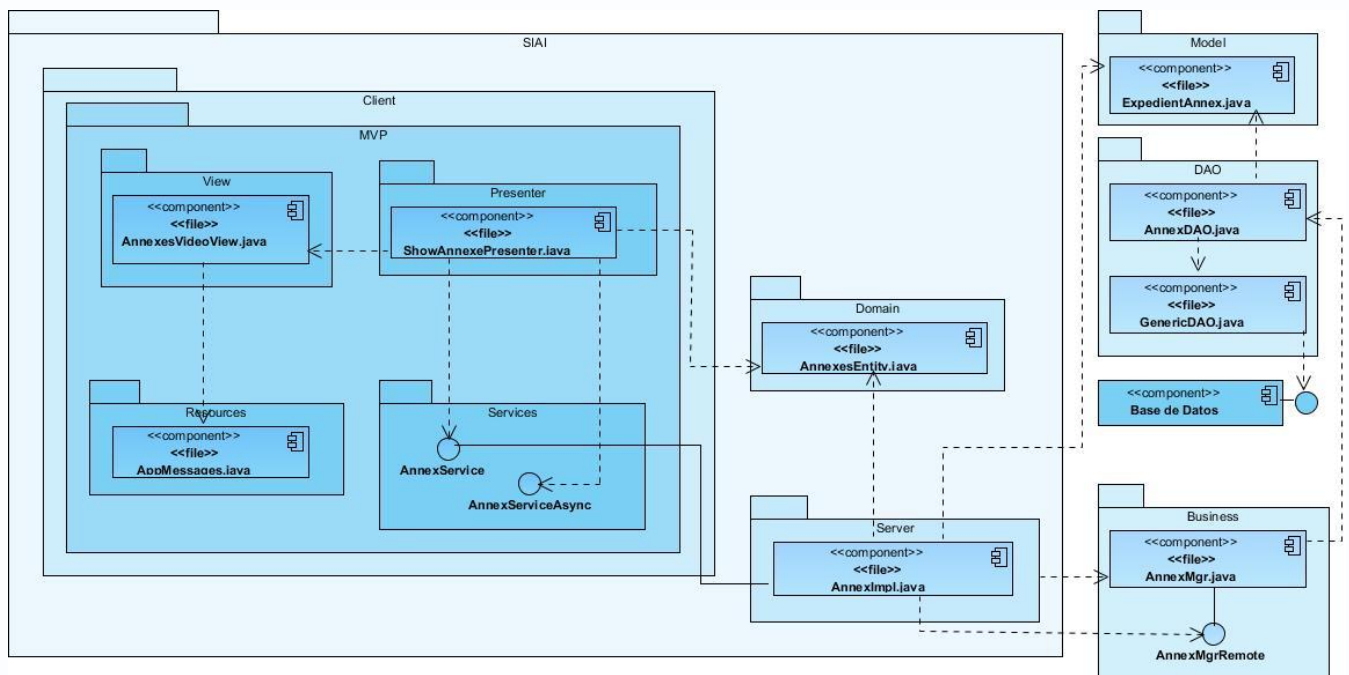 SIAI
Client
MVP
View
<<component>>
<<file>>
AnnexesVideoView.java
Presenter
<<component>>
<<file>>
ShowAnnexePresenter.java
Resources
<<component>>
<<file>>
AppMessages.java
Services
AnnexService
AnnexServiceAsync
Domain
<<component>>
<<file>>
AnnexesEntity.java
Server
<<component>>
<<file>>
AnnexImpl.java
Model
<<component>>
<<file>>
ExpedientAnnex.java
DAO
<<component>>
<<file>>
AnnexDAO.java
<<component>>
<<file>>
GenericDAO.java
<<component>>
Base de Datos
Business
<<component>>
<<file>>
AnnexMgr.java
AnnexMgrRemote